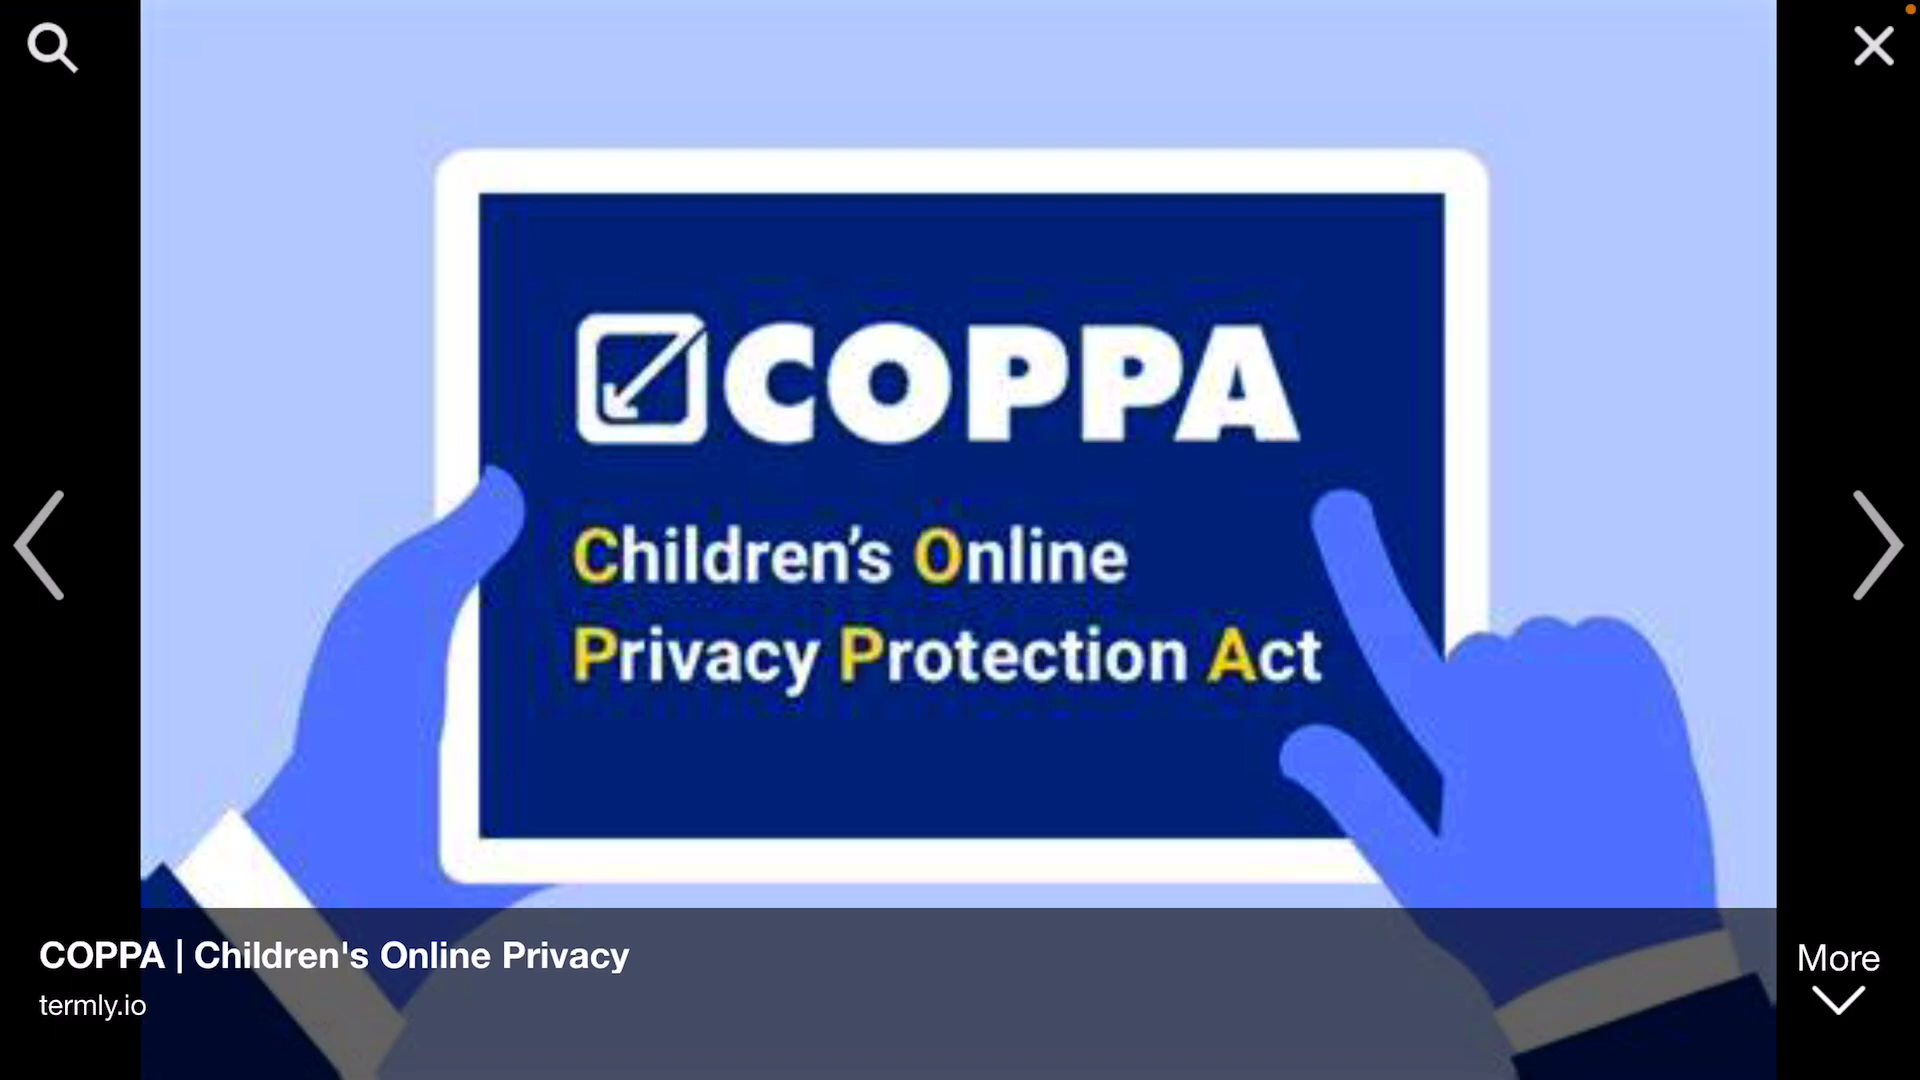 COPPA
Children's Online
Privacy Protection Act
COPPA | Children's Online Privacy
termly.io
More